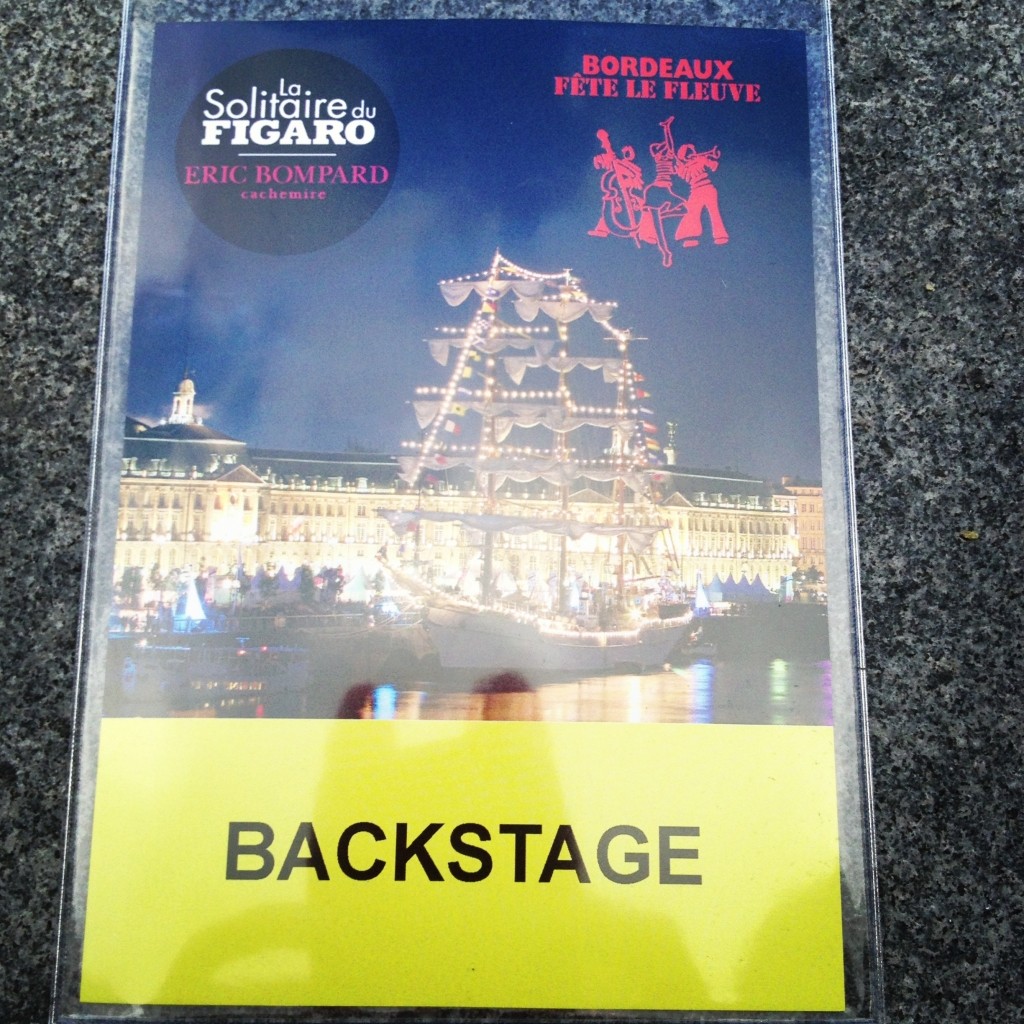 La
Solitaire du
FIGARO
ERIC BOMPARD
cachemire
BORDEAUX
FÊTE LE FLEUVE
BACKSTAGE